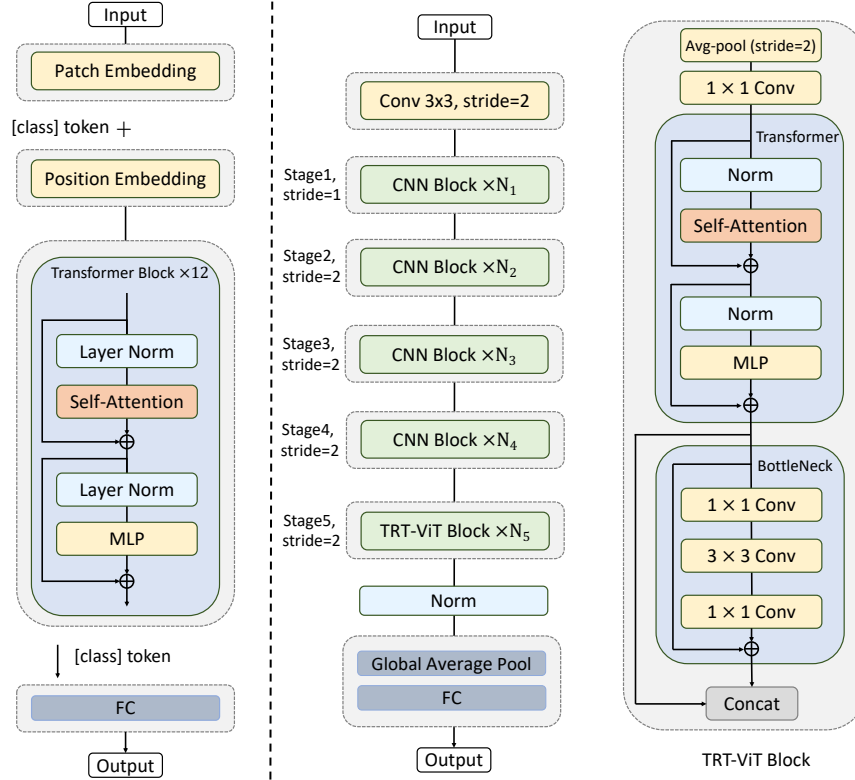 Input
Patch Embedding
[class] token +
Position Embedding
Transformer Block ×12
Layer Norm
Self-Attention
Layer Norm
MLP
[class] token
FC
Output
Input
Conv 3x3, stride=2
Stage1,
stride=1
CNN Block ×N₁
Stage2,
stride=2
CNN Block ×N₂
Stage3,
stride=2
CNN Block ×N₃
Stage4,
stride=2
CNN Block ×N₄
Stage5,
stride=2
TRT-ViT Block ×N₅
Norm
Global Average Pool
FC
Output
Avg-pool (stride=2)
1 × 1 Conv
Transformer
Norm
Self-Attention
Norm
MLP
BottleNeck
1 × 1 Conv
3 × 3 Conv
1 × 1 Conv
Concat
TRT-ViT Block